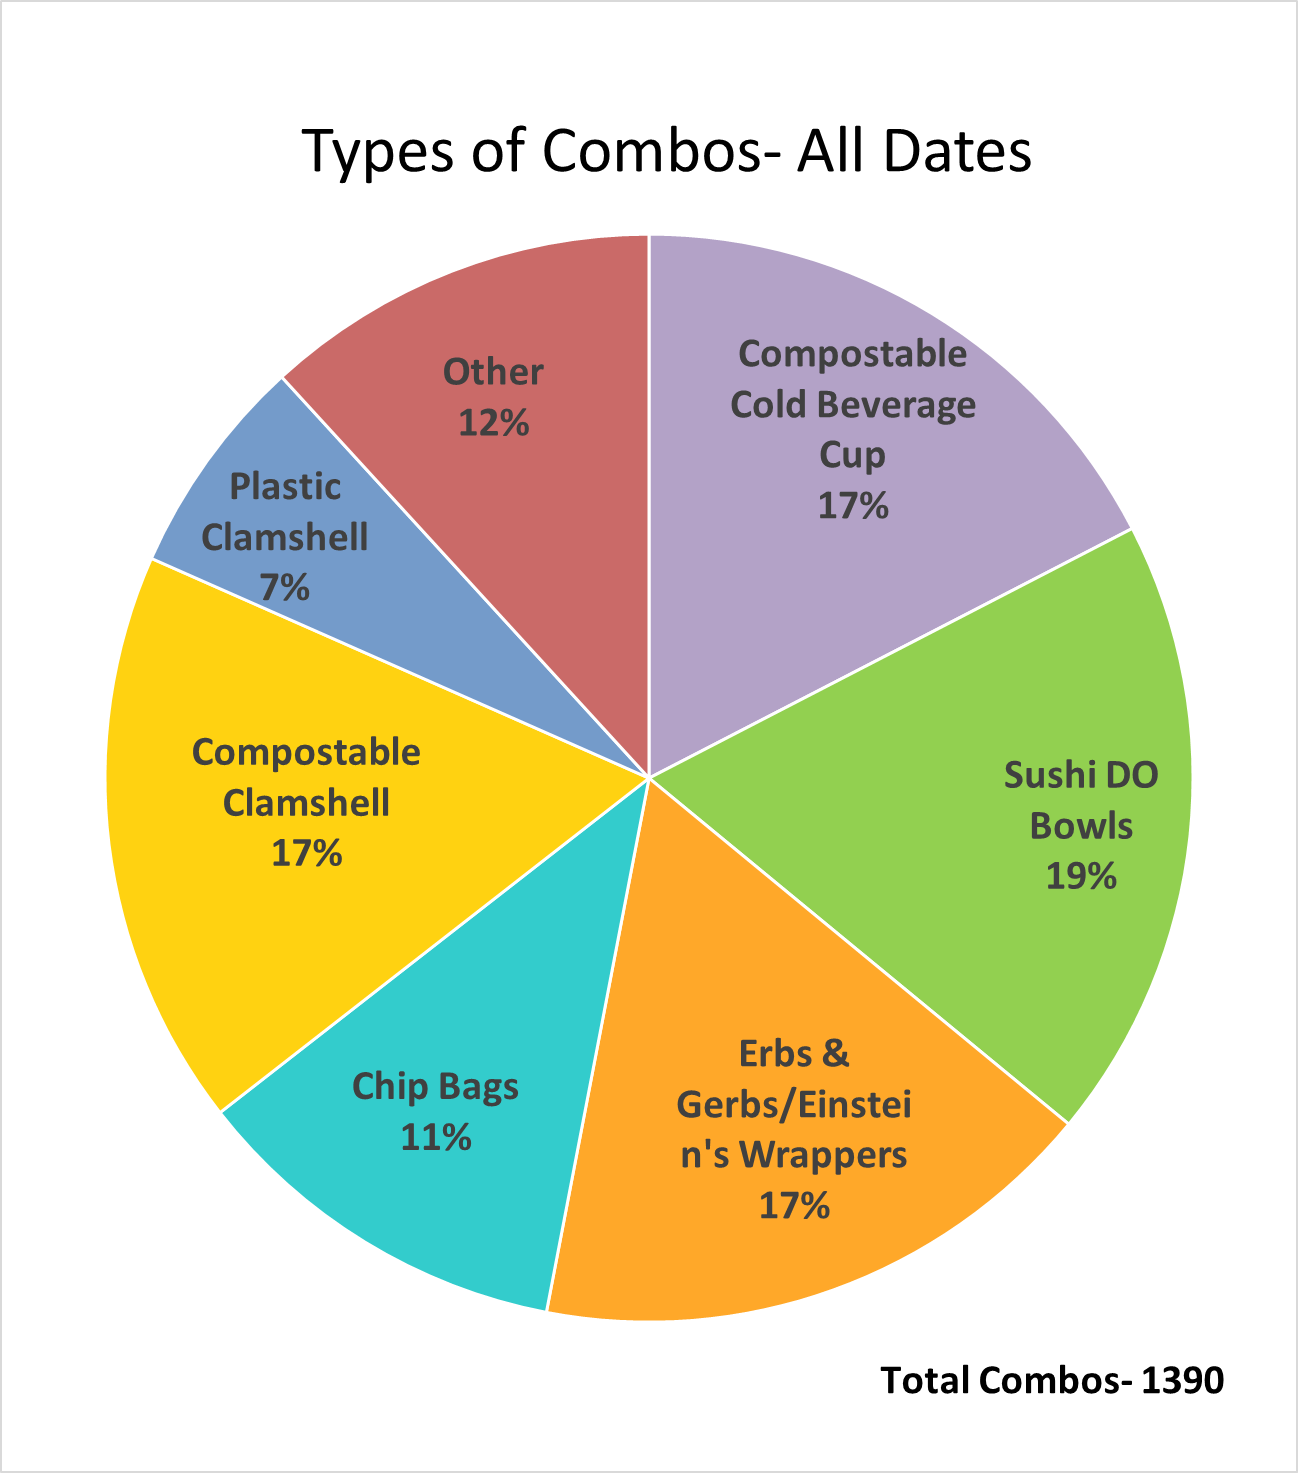 Types of Combos- All Dates
Compostable
Cold Beverage
Cup
17%
Sushi DO
Bowls
19%
Erbs &
Gerbs/Einstei
n's Wrappers
17%
Chip Bags
11%
Compostable
Clamshell
17%
Plastic
Clamshell
7%
Other
12%
Total Combos- 1390